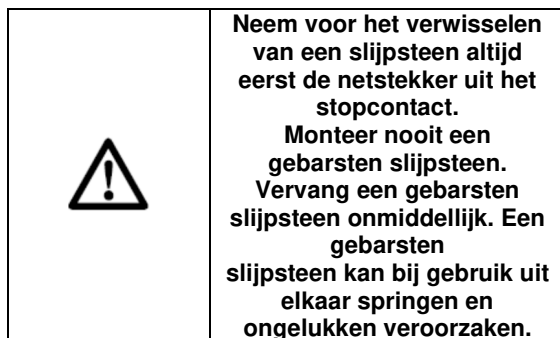 Neem voor het verwisselen
van een slijpsteen altijd
eerst de netstekker uit het
stopcontact.
Monteer nooit een
gebarsten slijpsteen.
Vervang een gebarsten
slijpsteen onmiddellijk. Een
gebarsten
slijpsteen kan bij gebruik uit
elkaar springen en
ongelukken veroorzaken.